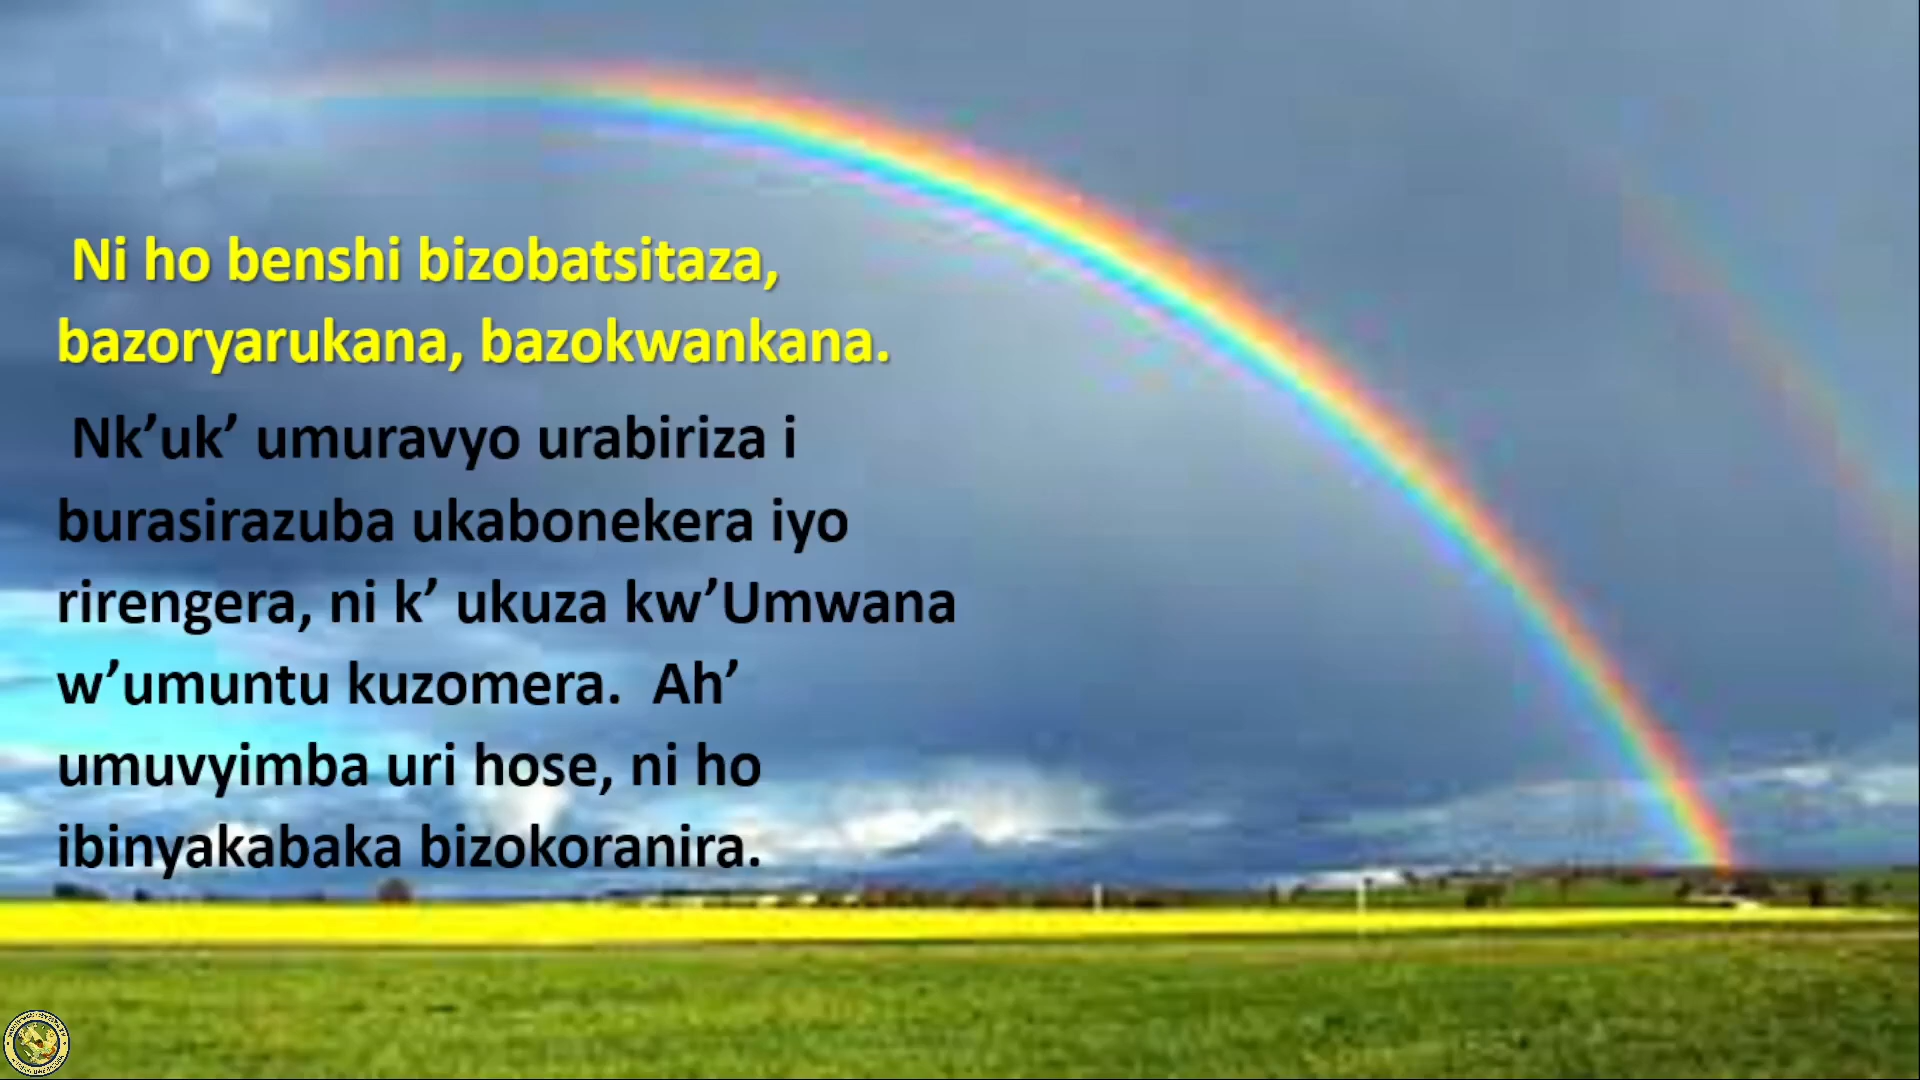 Ni ho benshi bizobatsitaza,
bazoryarukana, bazokwankana.
Nk’uk’ umuravyo urabiriza i
burasirazuba ukabonekera iyo
rirengera, ni k’ ukuza kw’Umwana
w’umuntu kuzomera.  Ah’
umuvyimba uri hose, ni ho
ibinyakabaka bizokoranira.